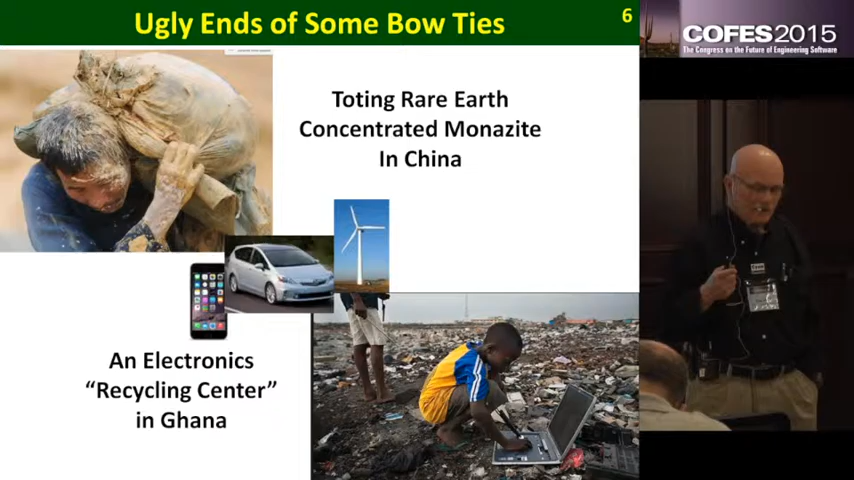 Ugly Ends of Some Bow Ties
6
COFES2015
The Congress on the Future of Engineering Software
Toting Rare Earth
Concentrated Monazite
In China
An Electronics
“Recycling Center”
in Ghana